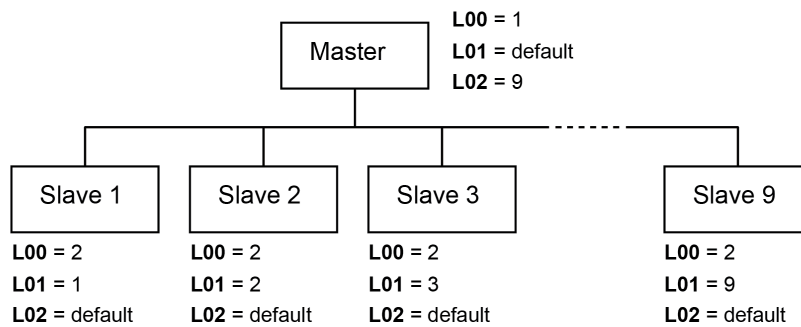 Master
L00 = 1
L01 = default
L02 = 9
Slave 1
Slave 2
Slave 3
Slave 9
L00 = 2
L01 = 1
L02 = default
L00 = 2
L01 = 2
L02 = default
L00 = 2
L01 = 3
L02 = default
L00 = 2
L01 = 9
L02 = default